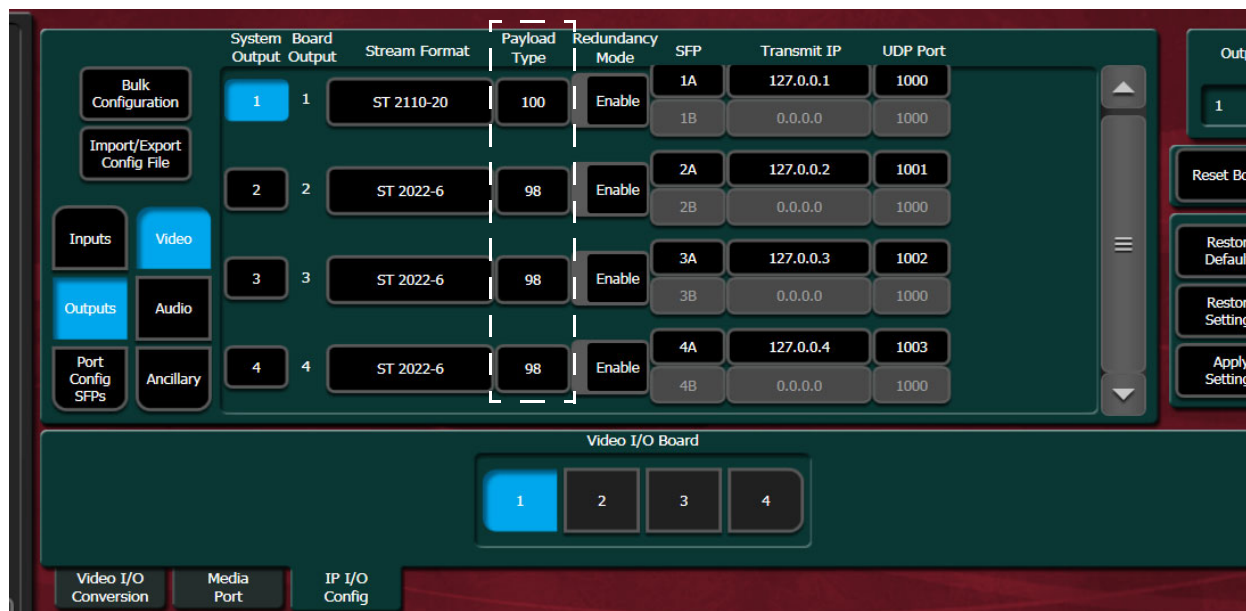 System Output
Board Output
Stream Format
Payload Type
Redundancy Mode
SFP
Transmit IP
UDP Port
Bulk Configuration
Import/Export Config File
Inputs
Video
Outputs
Audio
Port Config SFPs
Ancillary
1 1 ST 2110-20 100 Enable 1A 127.0.0.1 1000
1B 0.0.0.0 1000
2 2 ST 2022-6 98 Enable 2A 127.0.0.2 1001
2B 0.0.0.0 1000
3 3 ST 2022-6 98 Enable 3A 127.0.0.3 1002
3B 0.0.0.0 1000
4 4 ST 2022-6 98 Enable 4A 127.0.0.4 1003
4B 0.0.0.0 1000
1
Reset
Apply
Video I/O Board
1 2 3 4
Video I/O Conversion
Media Port
IP I/O Config